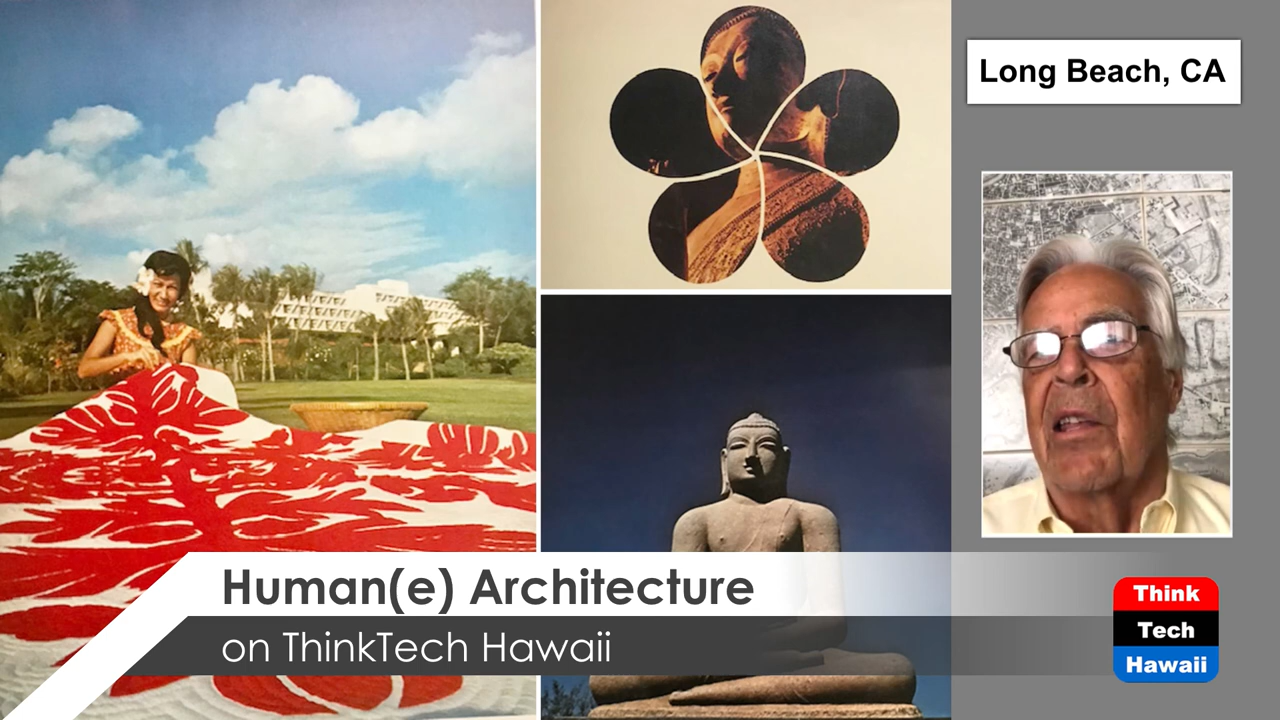 Long Beach, CA
Human(e) Architecture
on ThinkTech Hawaii
Think
Tech
Hawaii